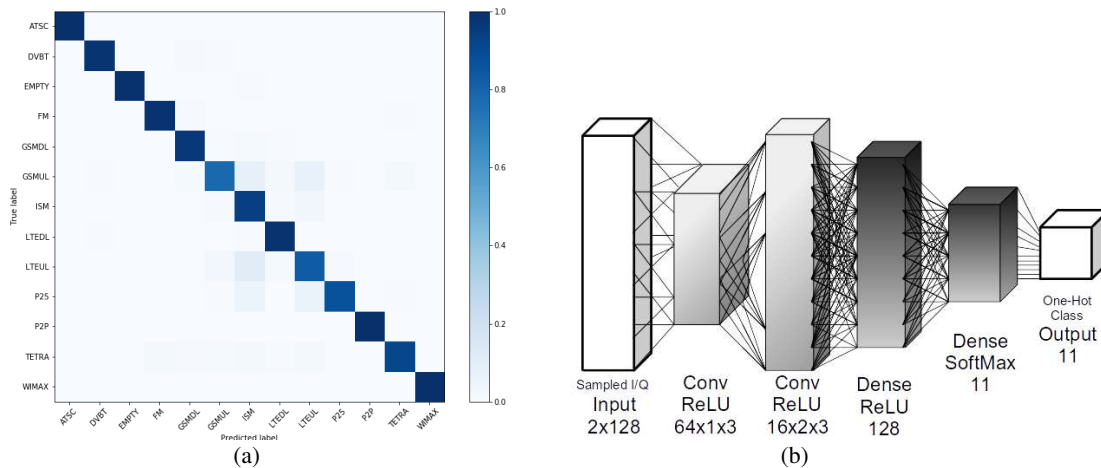 ATSC
DVBT
EMPTY
FM
GSMDL
GSMUL
ISM
LTEDL
LTEUL
P25
P2P
TETRA
WIMAX
True label
ATSC DVBT EMPTY FM GSMDL GSMUL ISM LTEDL LTEUL P25 P2P TETRA WIMAX
Predicted label
1.0
0.8
0.6
0.4
0.2
0.0
(a)
Sampled I/Q
Input
2x128
Conv
ReLU
64x1x3
Conv
ReLU
16x2x3
Dense
ReLU
128
Dense
SoftMax
11
One-Hot
Class
Output
11
(b)